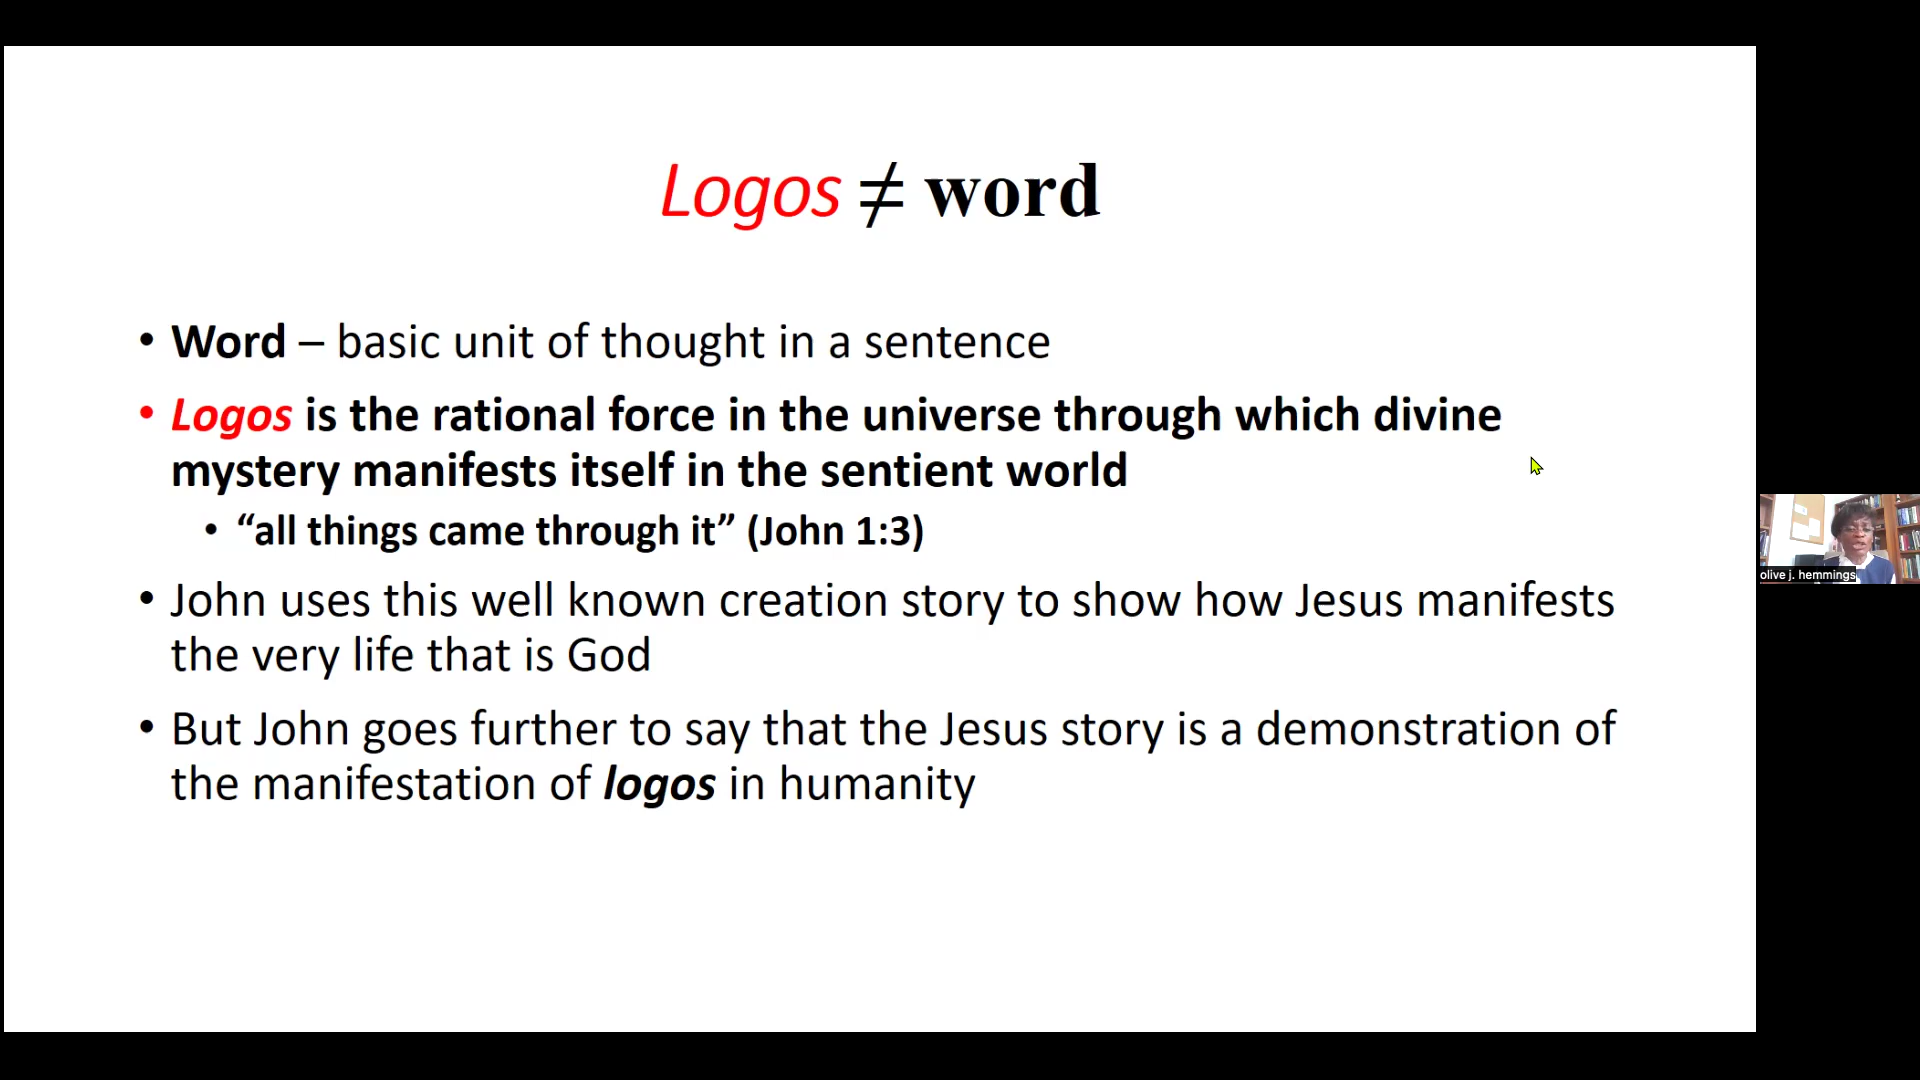 Logos ≠ word
• Word – basic unit of thought in a sentence
• Logos is the rational force in the universe through which divine
mystery manifests itself in the sentient world
• “all things came through it” (John 1:3)
• John uses this well known creation story to show how Jesus manifests
the very life that is God
• But John goes further to say that the Jesus story is a demonstration of
the manifestation of logos in humanity
olive j. hemmings